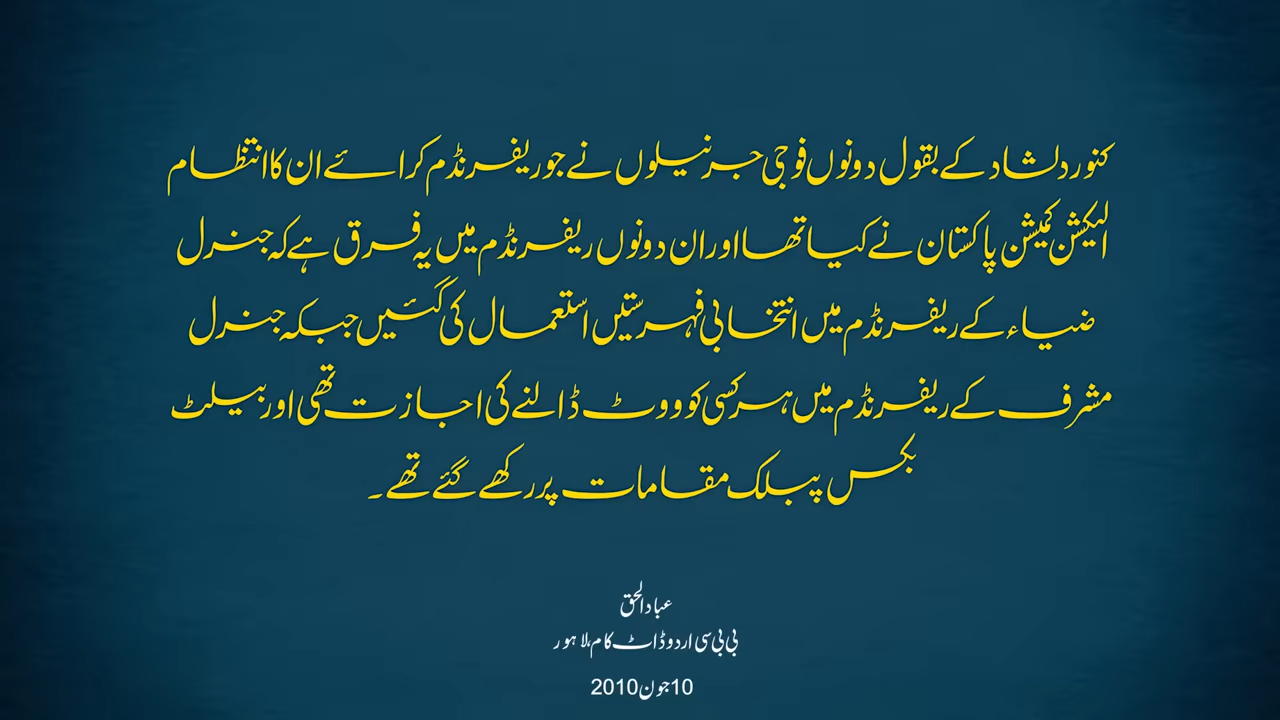 کنور دلشاد کے بقول دونوں فوجی جرنیلوں نے جو ریفرنڈم کرائے ان کا انتظام
الیکشن کمیشن پاکستان نے کیا تھا اور ان دونوں ریفرنڈم میں یہ فرق ہے کہ جنرل
ضیاء کے ریفرنڈم میں انتخابی فہرستیں استعمال کی گئیں جبکہ جنرل
مشرف کے ریفرنڈم میں ہر کسی کو ووٹ ڈالنے کی اجازت تھی اور بیلٹ
بکس پبلک مقامات پر رکھے گئے تھے۔
عبادالحق
بی بی سی اردو ڈاٹ کام، لاہور
10 جون 2010